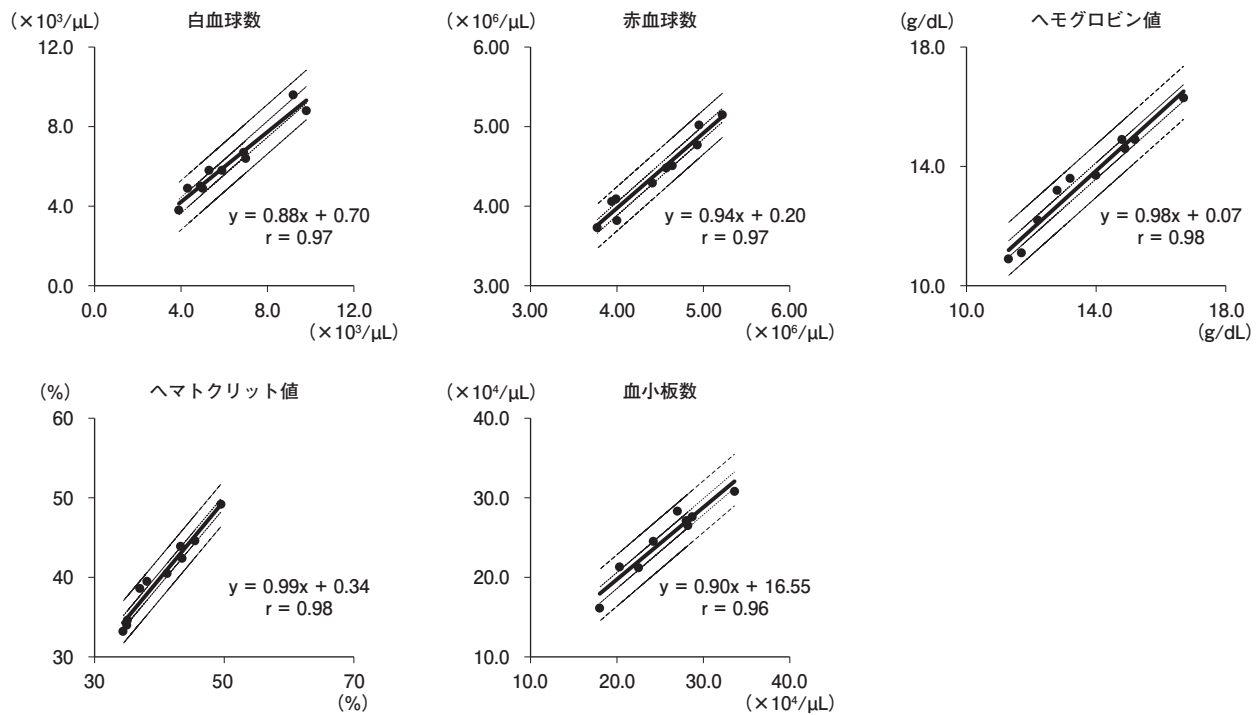 (×10³/μL)
白血球数
12.0
8.0
4.0
0.0
y = 0.88x + 0.70
r = 0.97
0.0
4.0
8.0
12.0
(×10³/μL)
(×10⁶/μL)
赤血球数
6.00
5.00
4.00
3.00
y = 0.94x + 0.20
r = 0.97
3.00
4.00
5.00
6.00
(×10⁶/μL)
(g/dL)
ヘモグロビン値
18.0
14.0
10.0
y = 0.98x + 0.07
r = 0.98
10.0
14.0
18.0
(g/dL)
(%)
ヘマトクリット値
60
50
40
30
y = 0.99x + 0.34
r = 0.98
30
50
70
(%)
(×10⁴/μL)
血小板数
40.0
30.0
20.0
10.0
y = 0.90x + 16.55
r = 0.96
10.0
20.0
30.0
40.0
(×10⁴/μL)